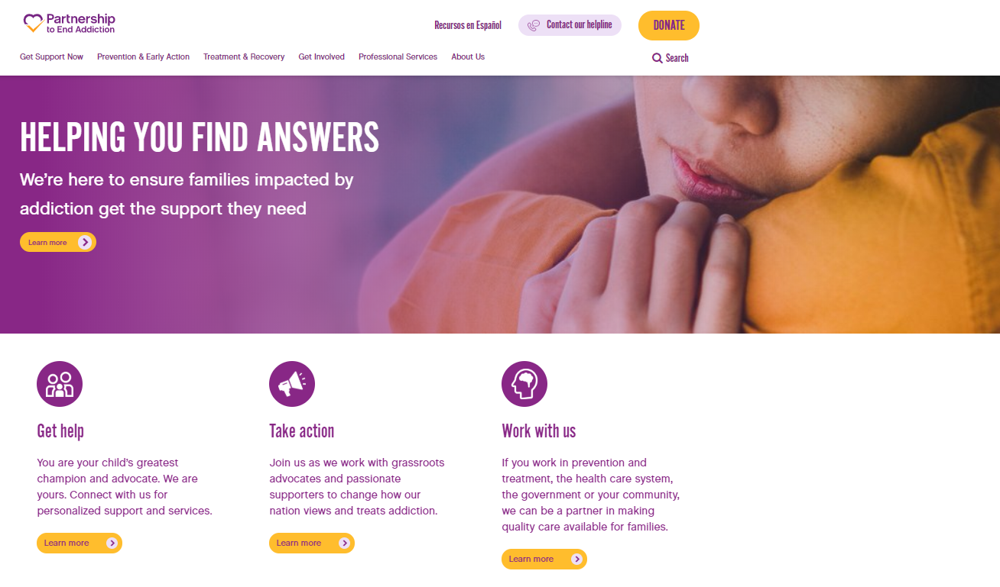 Partnership
to End Addiction
Recursos en Español
Contact our helpline
DONATE
Get Support Now
Prevention & Early Action
Treatment & Recovery
Get Involved
Professional Services
About Us
Search
HELPING YOU FIND ANSWERS
We’re here to ensure families impacted by
addiction get the support they need
Learn more
Get help
You are your child’s greatest
champion and advocate. We are
yours. Connect with us for
personalized support and services.
Learn more
Take action
Join us as we work with grassroots
advocates and passionate
supporters to change how our
nation views and treats addiction.
Learn more
Work with us
If you work in prevention and
treatment, the health care system,
the government or your community,
we can be a partner in making
quality care available for families.
Learn more